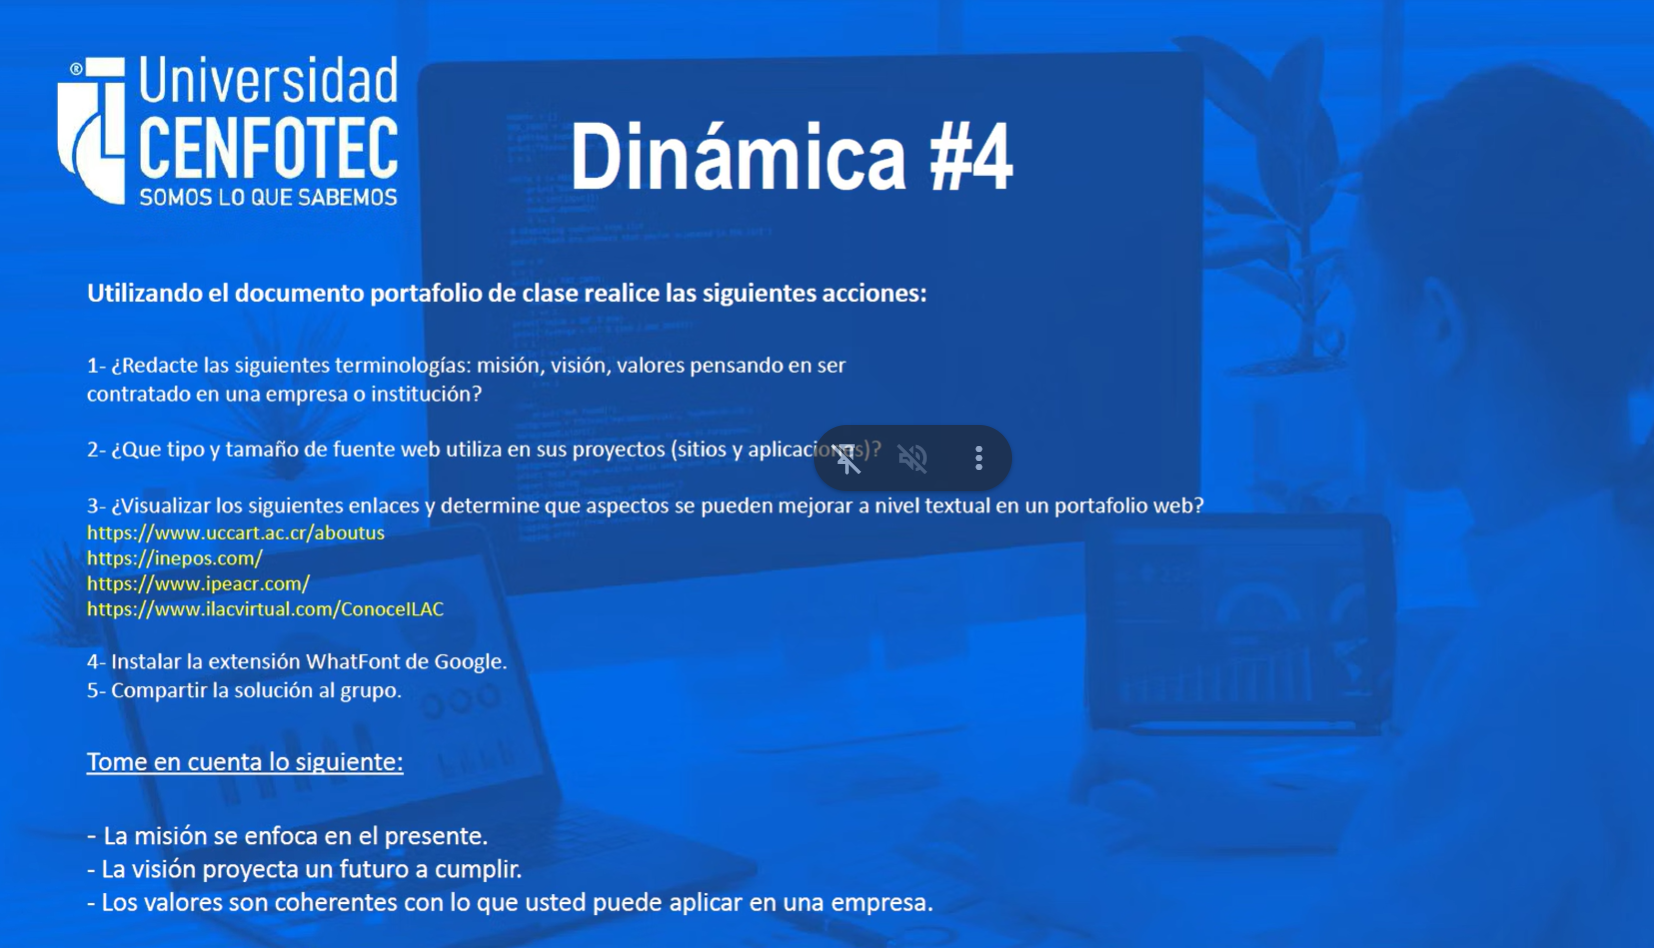 ® Universidad
CENFOTEC
SOMOS LO QUE SABEMOS
Dinámica #4
Utilizando el documento portafolio de clase realice las siguientes acciones:
1- ¿Redacte las siguientes terminologías: misión, visión, valores pensando en ser
contratado en una empresa o institución?
2- ¿Que tipo y tamaño de fuente web utiliza en sus proyectos (sitios y aplicaciones)?
3- ¿Visualizar los siguientes enlaces y determine que aspectos se pueden mejorar a nivel textual en un portafolio web?
https://www.uccart.ac.cr/aboutus
https://inepos.com/
https://www.ipeacr.com/
https://www.ilacvirtual.com/ConoceILAC
4- Instalar la extensión WhatFont de Google.
5- Compartir la solución al grupo.
Tome en cuenta lo siguiente:
- La misión se enfoca en el presente.
- La visión proyecta un futuro a cumplir.
- Los valores son coherentes con lo que usted puede aplicar en una empresa.